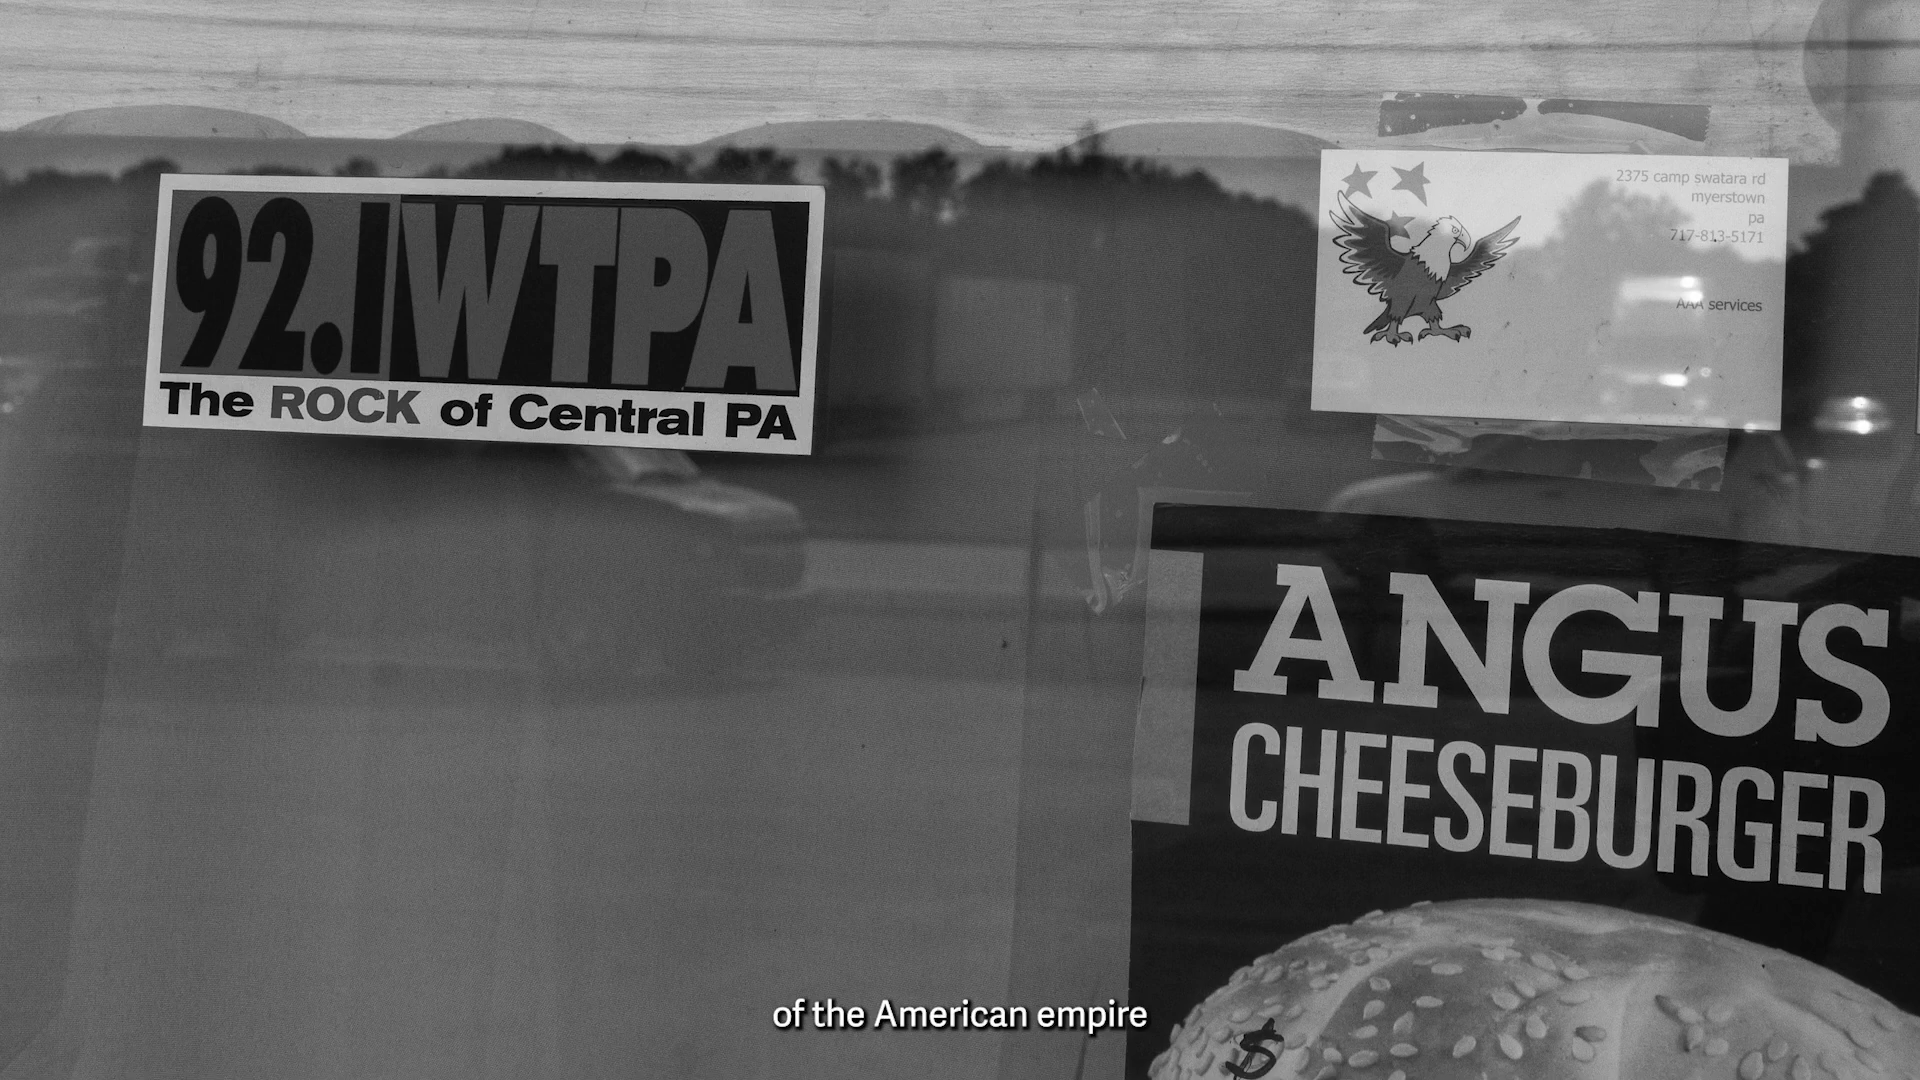 92.1 WTPA
The ROCK of Central PA
2375 camp swatara rd
myerstown
pa
717-813-5171
AAA services
ANGUS
CHEESEBURGER
$
of the American empire